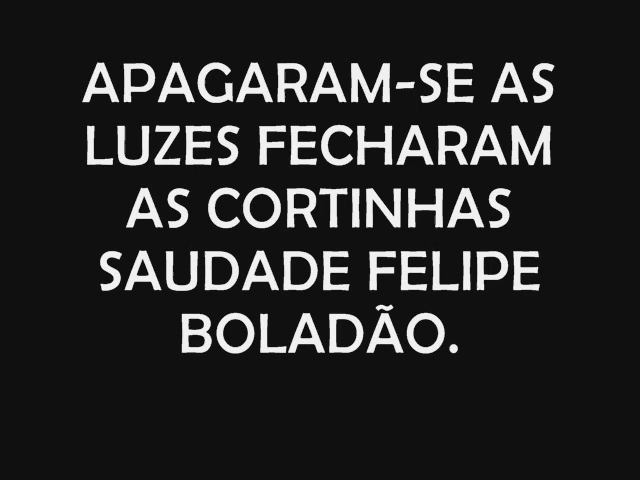 APAGARAM-SE AS
LUZES FECHARAM
AS CORTINHAS
SAUDADE FELIPE
BOLADÃO.